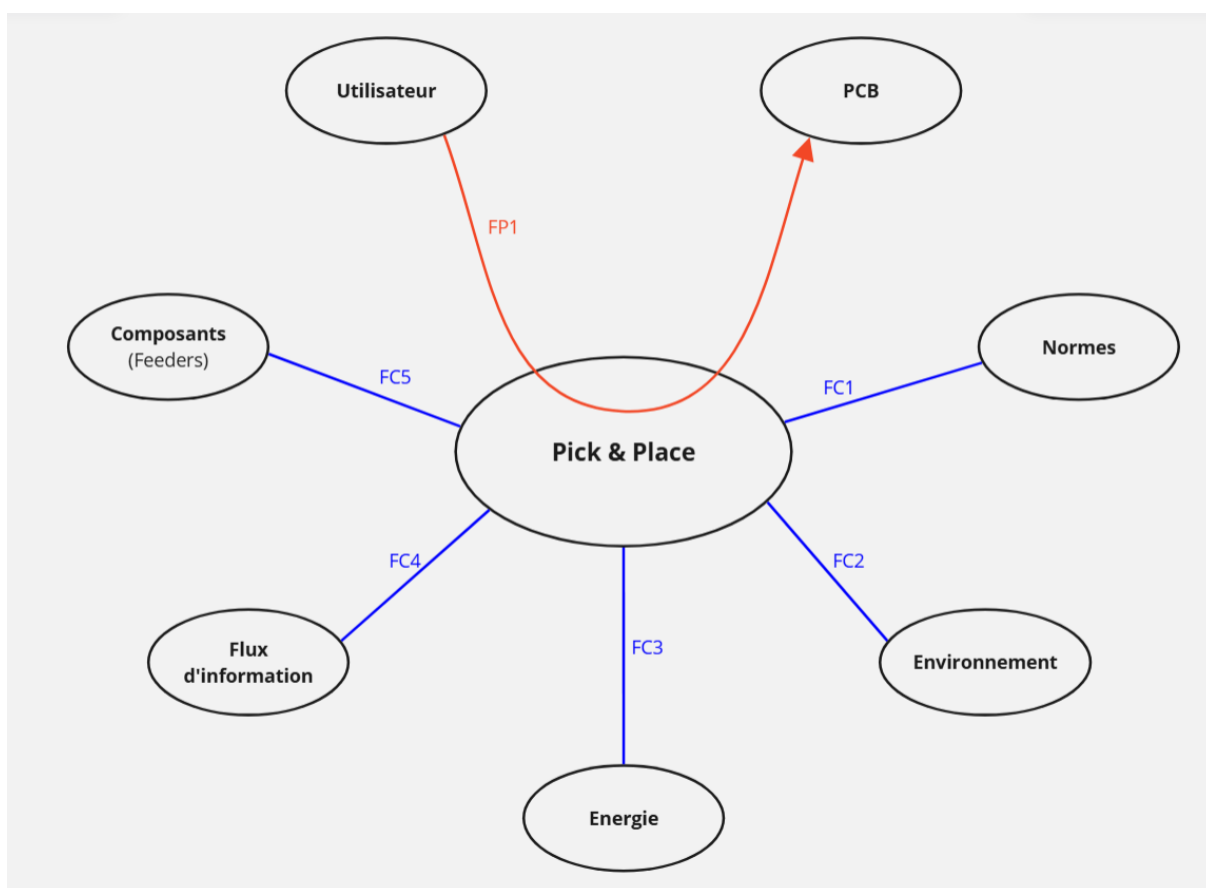 Utilisateur
PCB
FP1
Composants
(Feeders)
Normes
FC5
FC1
Pick & Place
FC4
FC2
Flux
d'information
FC3
Environnement
Energie